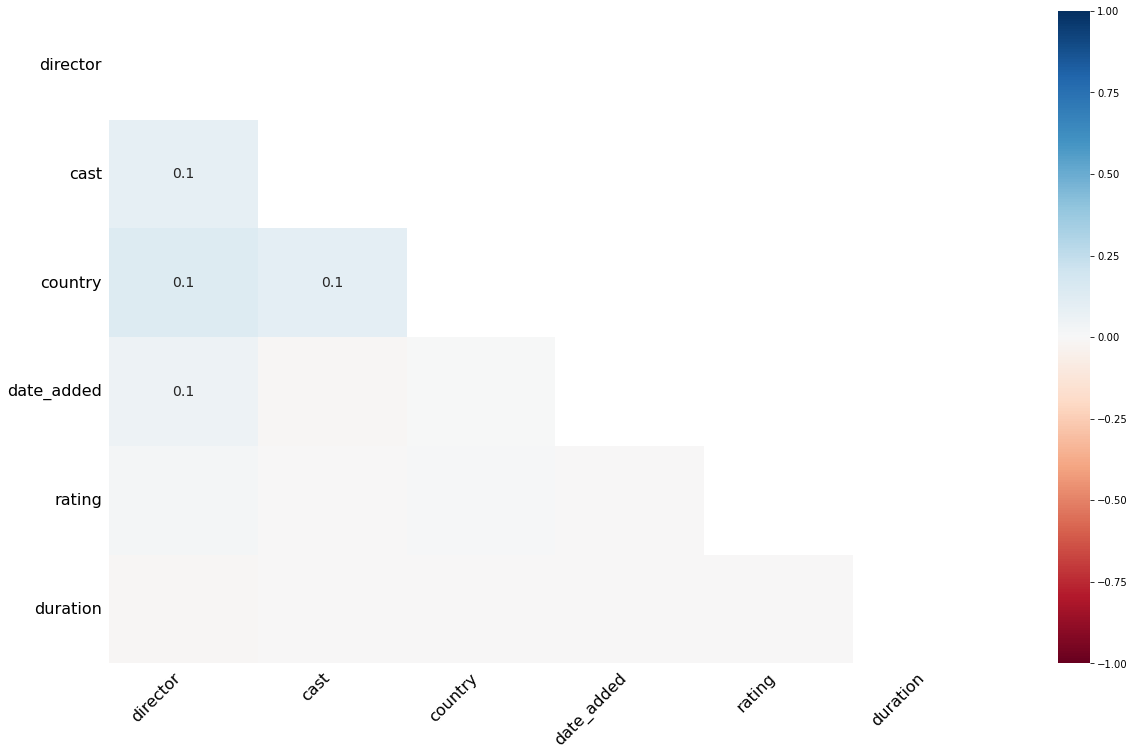 director
cast
0.1
country
0.1 0.1
date_added
0.1
rating
duration
director cast country date_added rating duration
1.00
0.75
0.50
0.25
0.00
−0.25
−0.50
−0.75
−1.00